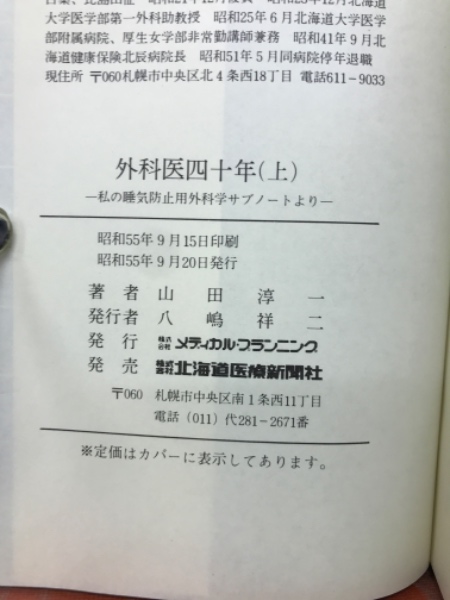 大学医学部第一外科助教授 昭和25年6月北海道大学医学
部附属病院、厚生女学部非常勤講師兼務 昭和41年9月北
海道健康保険北辰病院長 昭和51年5月同病院停年退職
現住所 〒060札幌市中央区北4条西18丁目 電話611-9033
外科医四十年(上)
―私の睡気防止用外科学サブノートより―
昭和55年9月15日印刷
昭和55年9月20日発行
著者 山田淳一
発行者 八嶋祥二
発行 株式会社 メディカル・プランニング
発売 株式会社 北海道医療新聞社
〒060 札幌市中央区南1条西11丁目
電話(011)代281-2671番
※定価はカバーに表示してあります。